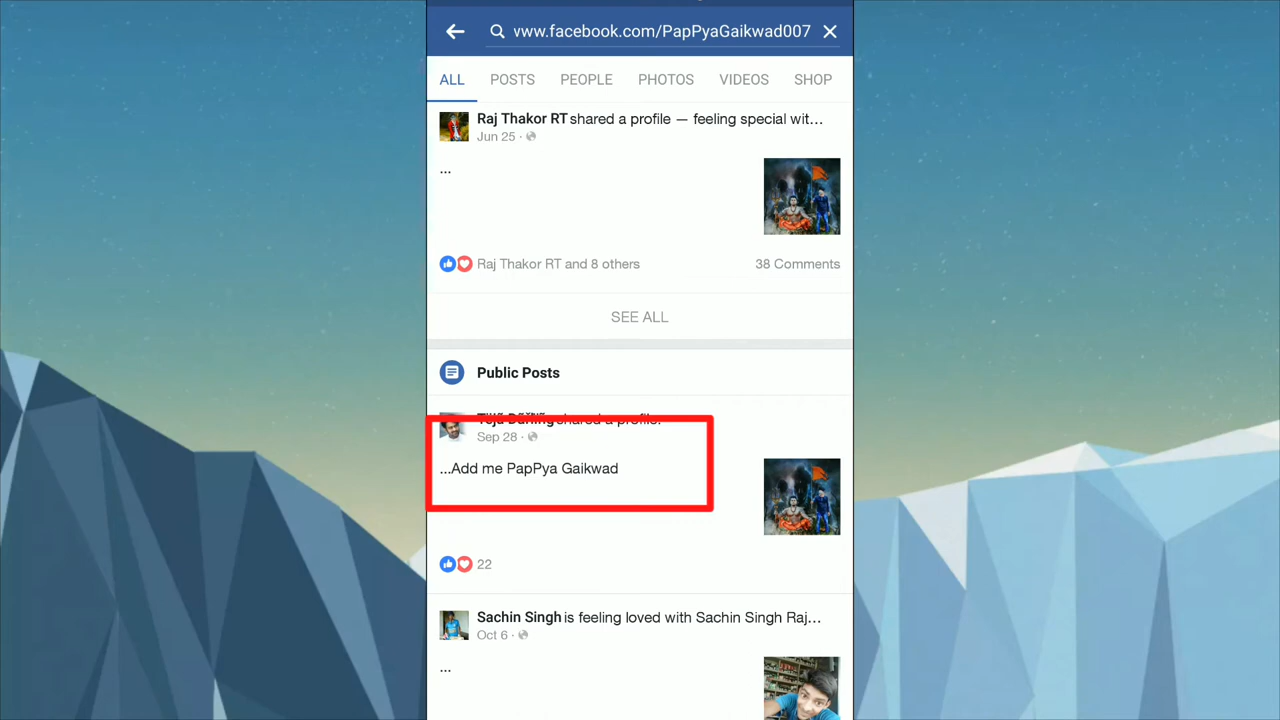 www.facebook.com/PapPyaGaikwad007
ALL POSTS PEOPLE PHOTOS VIDEOS SHOP
Raj Thakor RT shared a profile — feeling special wit...
Jun 25
...
Raj Thakor RT and 8 others 38 Comments
SEE ALL
Public Posts
shared a profile.
Sep 28
...Add me PapPya Gaikwad
22
Sachin Singh is feeling loved with Sachin Singh Raj...
Oct 6
...